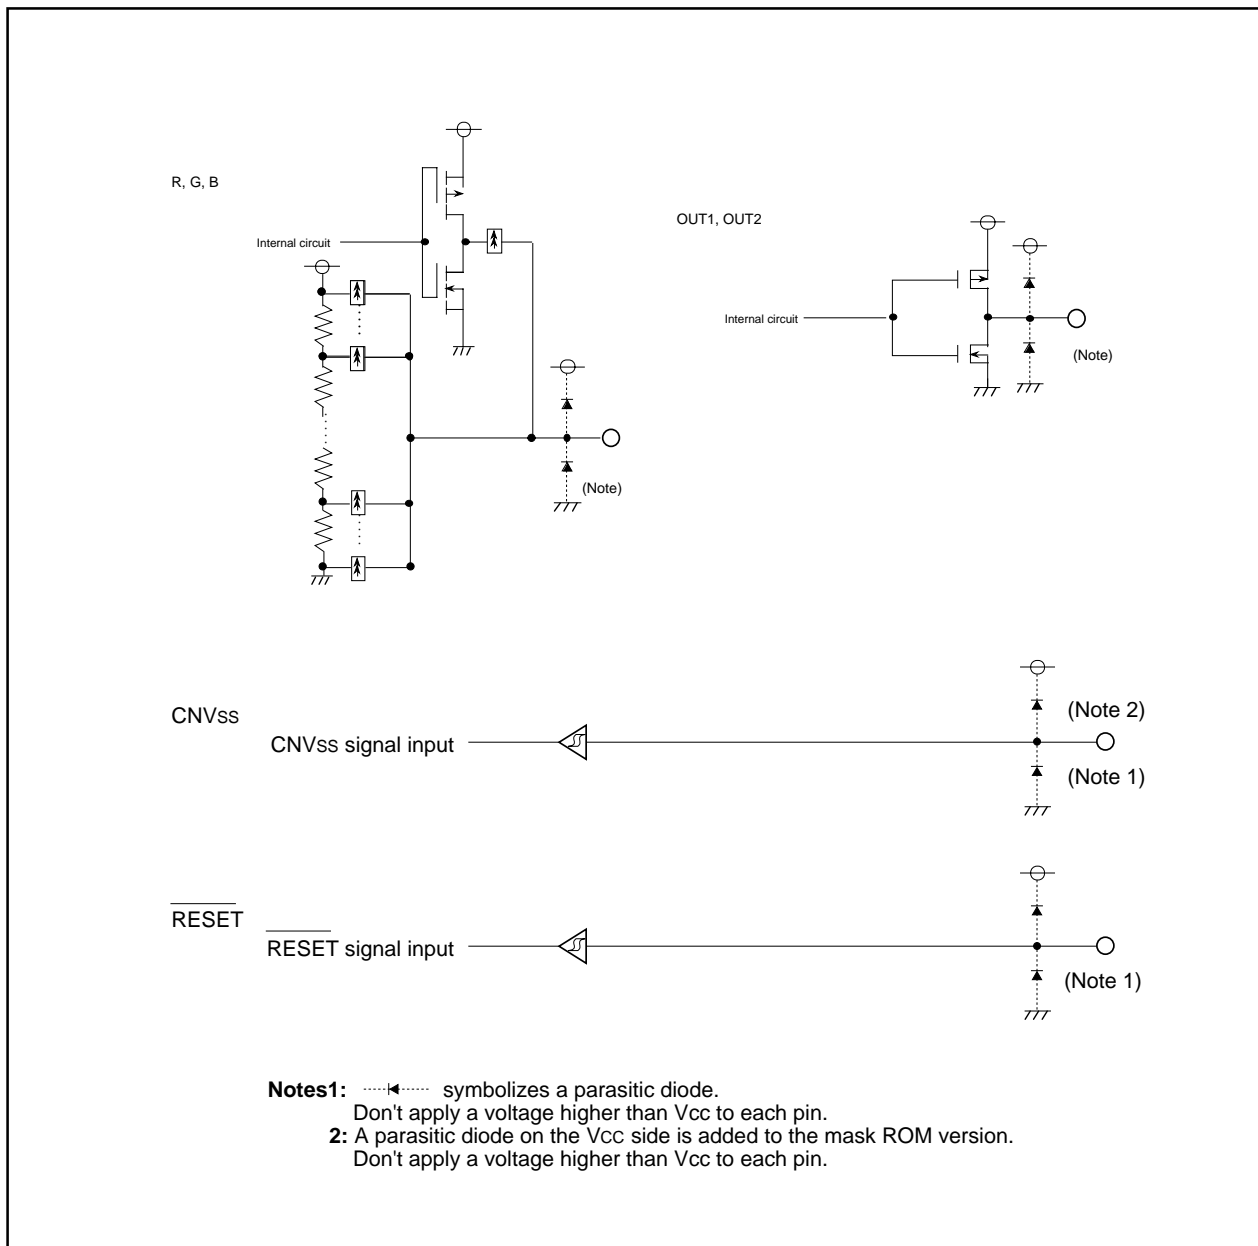 R, G, B
Internal circuit
(Note)
OUT1, OUT2
Internal circuit
(Note)
CNVss
CNVss signal input
(Note 2)
(Note 1)
RESET
RESET signal input
(Note 1)
Notes1: symbolizes a parasitic diode.
Don't apply a voltage higher than Vcc to each pin.
2: A parasitic diode on the Vcc side is added to the mask ROM version.
Don't apply a voltage higher than Vcc to each pin.